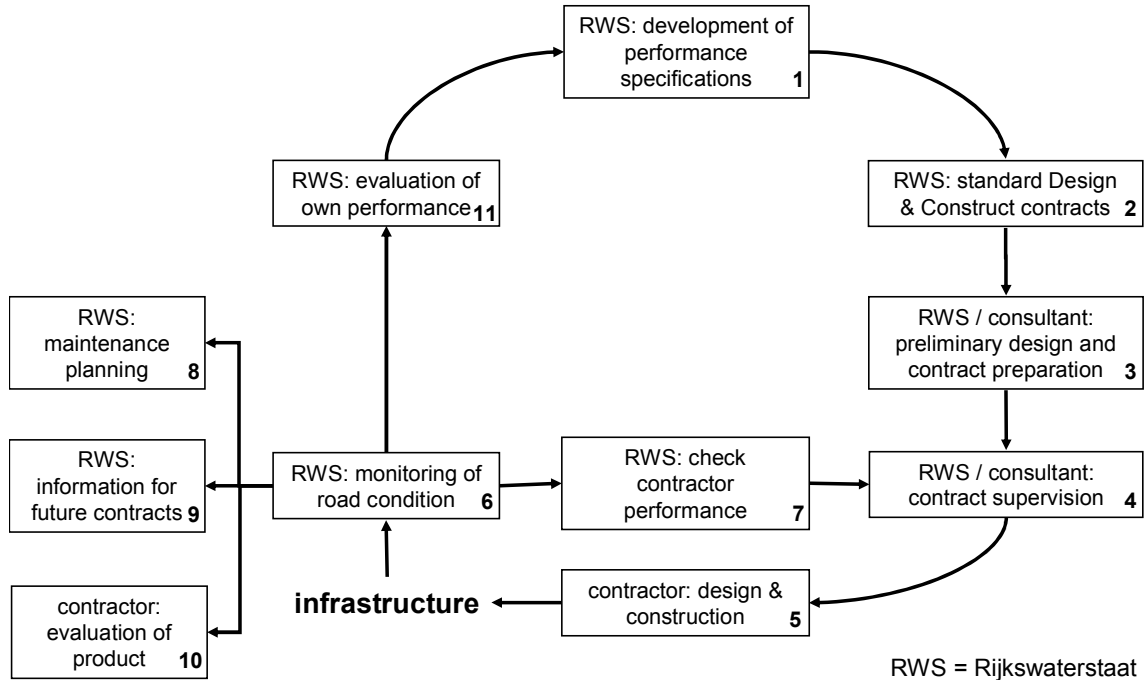 RWS: development of
performance
specifications 1
RWS: evaluation of
own performance 11
RWS: standard Design
& Construct contracts 2
RWS:
maintenance
planning 8
RWS / consultant:
preliminary design and
contract preparation 3
RWS:
information for
future contracts 9
RWS: monitoring of
road condition 6
RWS: check
contractor
performance 7
RWS / consultant:
contract supervision 4
contractor:
evaluation of
product 10
infrastructure
contractor: design &
construction 5
RWS = Rijkswaterstaat